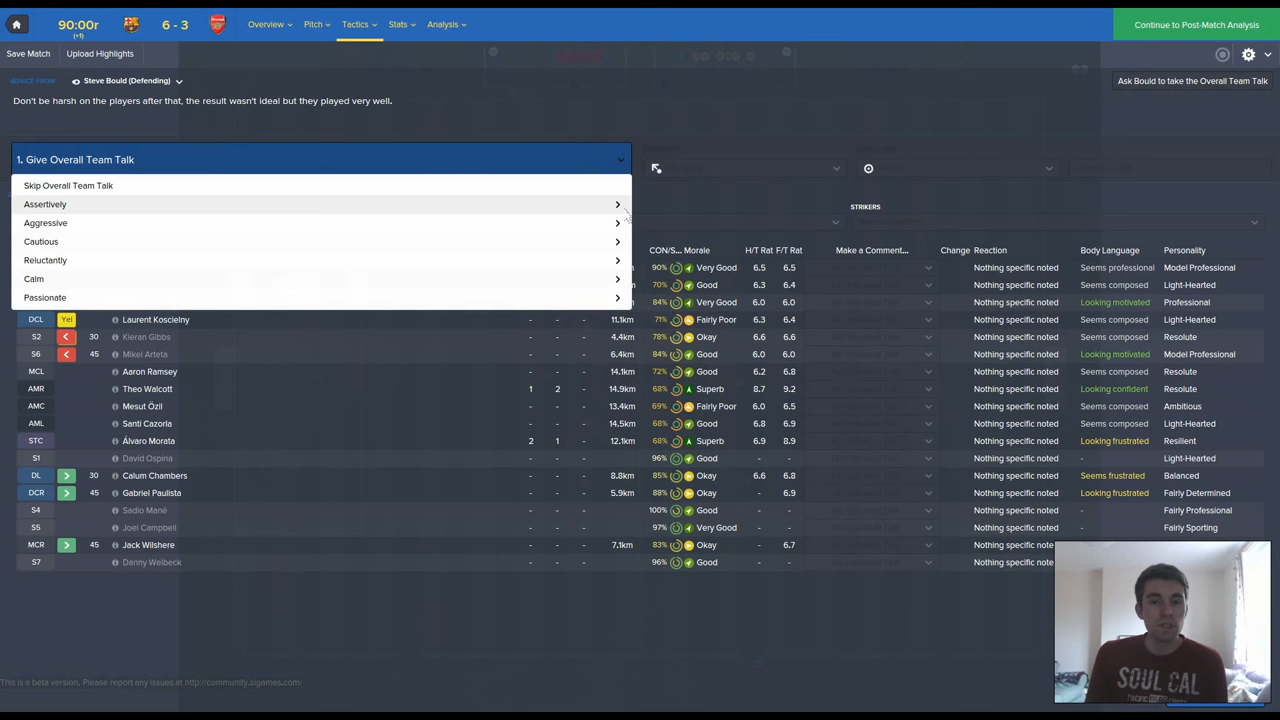 90:00r
(+1)
6 - 3
Overview
Pitch
Tactics
Stats
Analysis
Continue to Post-Match Analysis
Save Match
Upload Highlights
ADVICE FROM
Steve Bould (Defending)
Ask Bould to take the Overall Team Talk
Don't be harsh on the players after that, the result wasn't ideal but they played very well.
1. Give Overall Team Talk
Skip Overall Team Talk
Assertively
Aggressive
Cautious
Reluctantly
Calm
Passionate
STRIKERS
CON/S... Morale H/T Rat F/T Rat Make a Comment... Change Reaction Body Language Personality
90% Very Good 6.5 6.5 Nothing specific noted Seems professional Model Professional
70% Good 6.3 6.4 Nothing specific noted Seems composed Light-Hearted
84% Very Good 6.0 6.0 Nothing specific noted Looking motivated Professional
DCL Yel Laurent Koscielny - - - 11.1km 71% Fairly Poor 6.3 6.4 Nothing specific noted Seems composed Light-Hearted
S2 30 Kieran Gibbs - - - 4.4km 78% Okay 6.6 6.6 Nothing specific noted Seems composed Resolute
S6 45 Mikel Arteta - - - 6.4km 84% Good 6.0 6.0 Nothing specific noted Looking motivated Model Professional
MCL Aaron Ramsey - - - 14.1km 72% Good 6.2 6.8 Nothing specific noted Seems composed Resolute
AMR Theo Walcott 1 2 - 14.9km 68% Superb 8.7 9.2 Nothing specific noted Looking confident Resolute
AMC Mesut Özil - - - 13.4km 69% Fairly Poor 6.0 6.5 Nothing specific noted Seems composed Ambitious
AML Santi Cazorla - - - 14.5km 68% Good 6.8 6.9 Nothing specific noted Seems composed Light-Hearted
STC Álvaro Morata 2 1 - 12.1km 68% Superb 6.9 8.9 Nothing specific noted Looking frustrated Resilient
S1 David Ospina - - - 96% Good - - Nothing specific noted - Light-Hearted
DL 30 Calum Chambers - - - 8.8km 85% Okay 6.6 6.8 Nothing specific noted Seems frustrated Balanced
DCR 45 Gabriel Paulista - - - 5.9km 88% Okay - 6.9 Nothing specific noted Looking frustrated Fairly Determined
S4 Sadio Mané - - - 100% Good - - Nothing specific noted - Fairly Professional
S5 Joel Campbell - - - 97% Very Good - - Nothing specific noted - Fairly Sporting
MCR 45 Jack Wilshere - - - 7.1km 83% Okay - 6.7 Nothing specific note
S7 Danny Welbeck - - - 96% Good - - Nothing specific note
SOUL CAL
This is a beta version. Please report any issues at http://community.sigames.com/